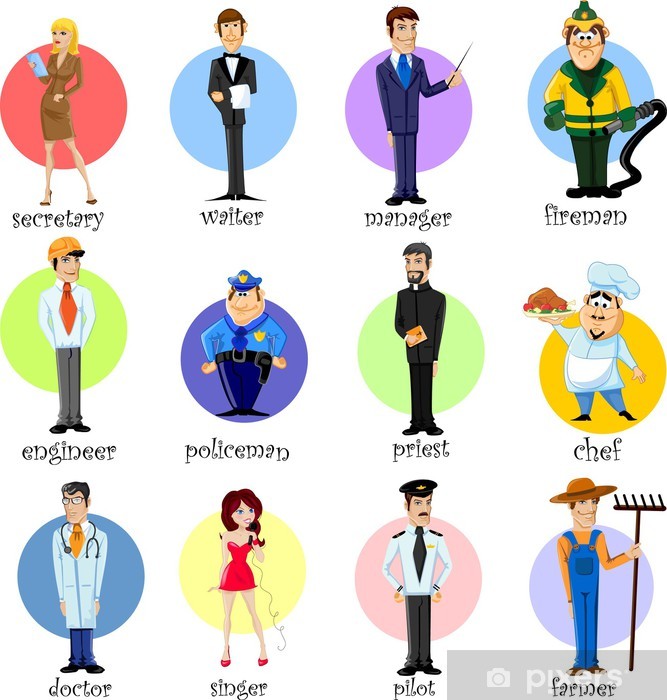 secretary waiter manager fireman
engineer policeman priest chef
doctor singer pilot farmer
pixers